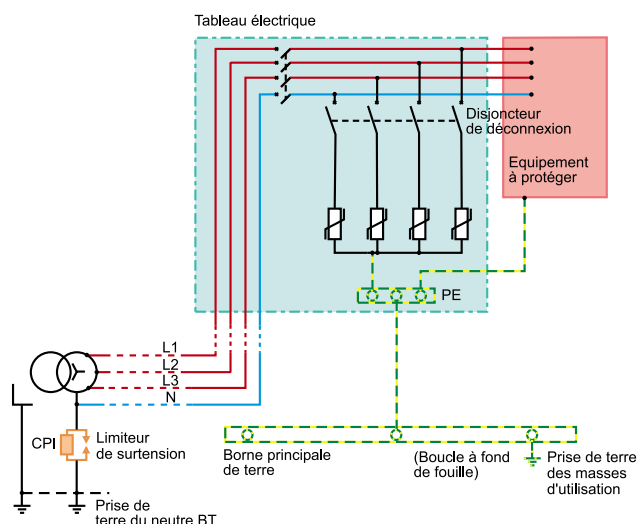 Tableau électrique
Disjoncteur
de déconnexion
Equipement
à protéger
PE
L1
L2
L3
N
CPI
Limiteur
de surtension
Borne principale
de terre
(Boucle à fond
de fouille)
Prise de terre
des masses
d'utilisation
Prise de
terre du neutre BT